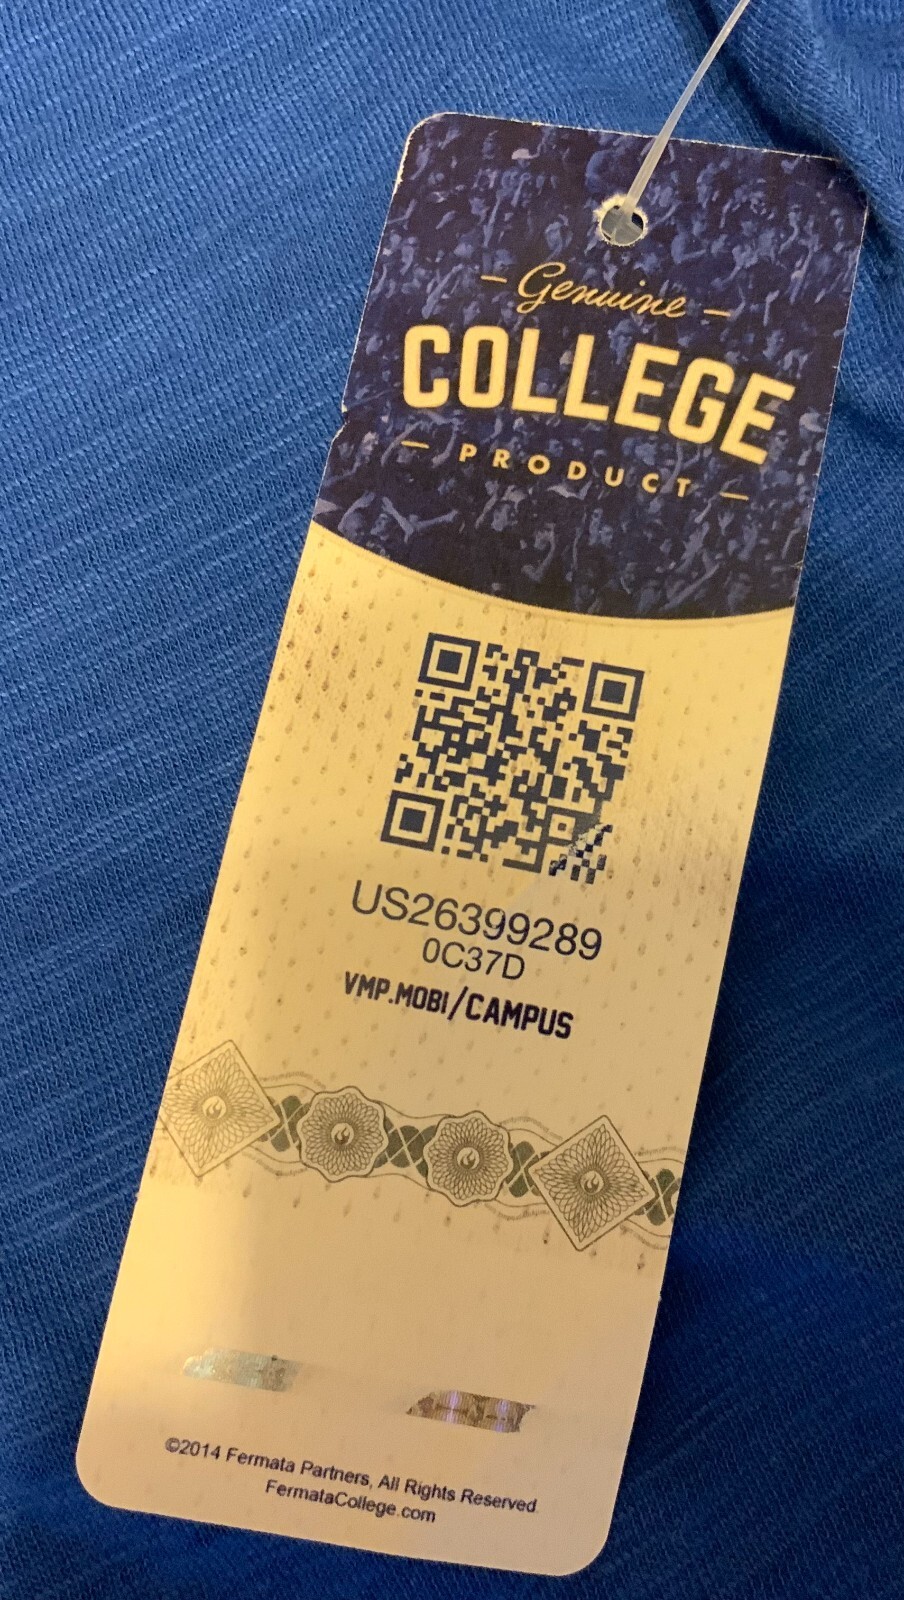 - Genuine -
COLLEGE
- PRODUCT -
US26399289
0C37D
VMP.MOBI/CAMPUS
©2014 Fermata Partners, All Rights Reserved.
FermataCollege.com